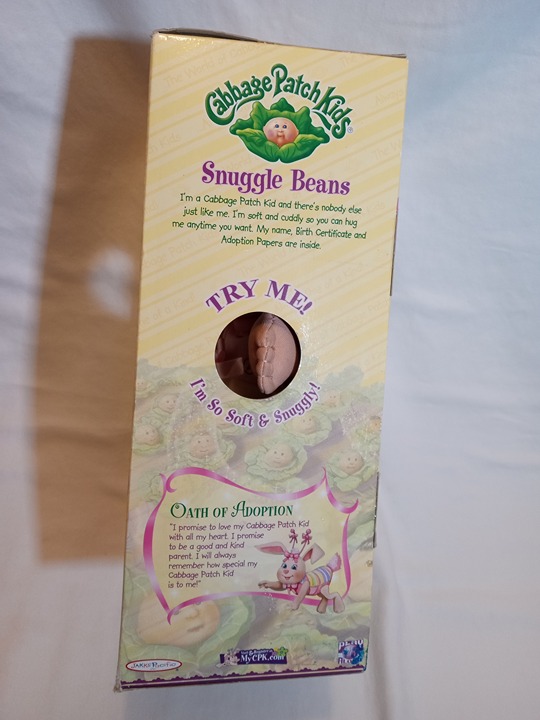 Cabbage Patch Kids
Snuggle Beans
I'm a Cabbage Patch Kid and there's nobody else
just like me. I'm soft and cuddly so you can hug
me anytime you want. My name, Birth Certificate and
Adoption Papers are inside.
TRY ME!
I'm So Soft & Snuggly!
OATH OF ADOPTION
"I promise to love my Cabbage Patch Kid
with all my heart. I promise
to be a good and kind
parent. I will always
remember how special my
Cabbage Patch Kid
is to me!"
JAKKS Pacific
MyCPK.com
PLAY